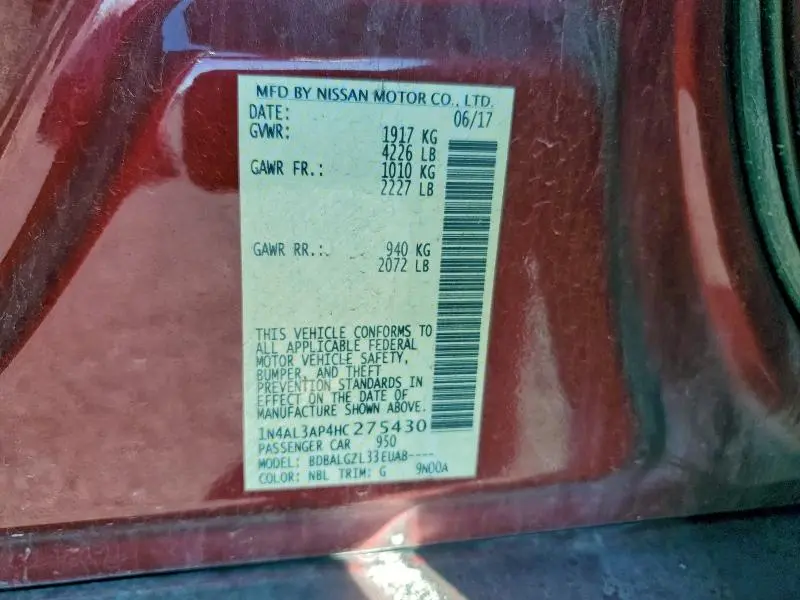 MFD BY NISSAN MOTOR CO., LTD.
DATE: 06/17
GVWR: 1917 KG
4226 LB
GAWR FR.: 1010 KG
2227 LB
GAWR RR.: 940 KG
2072 LB
THIS VEHICLE CONFORMS TO
ALL APPLICABLE FEDERAL
MOTOR VEHICLE SAFETY,
BUMPER, AND THEFT
PREVENTION STANDARDS IN
EFFECT ON THE DATE OF
MANUFACTURE SHOWN ABOVE.
1N4AL3AP4HC275430
PASSENGER CAR 950
MODEL: BDBALGZL33EUAB----
COLOR: NBL TRIM: G 9N00A